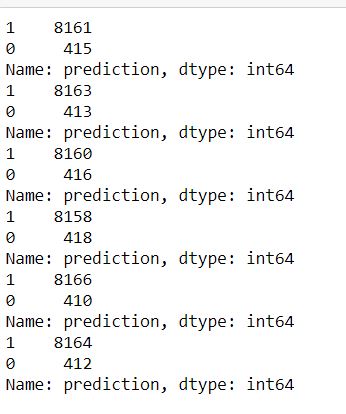 1    8161
0     415
Name: prediction, dtype: int64
1    8163
0     413
Name: prediction, dtype: int64
1    8160
0     416
Name: prediction, dtype: int64
1    8158
0     418
Name: prediction, dtype: int64
1    8166
0     410
Name: prediction, dtype: int64
1    8164
0     412
Name: prediction, dtype: int64